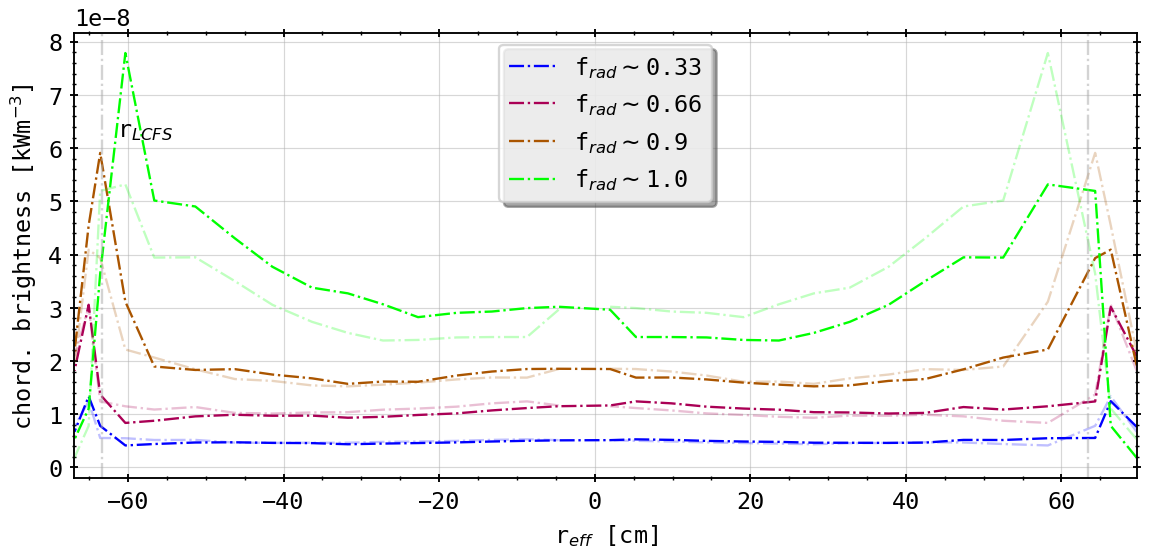 1e−8
chord. brightness [kWm⁻³]
8
7
6
5
4
3
2
1
0
f_rad ∼ 0.33
f_rad ∼ 0.66
f_rad ∼ 0.9
f_rad ∼ 1.0
r_LCFS
−60 −40 −20 0 20 40 60
r_eff [cm]